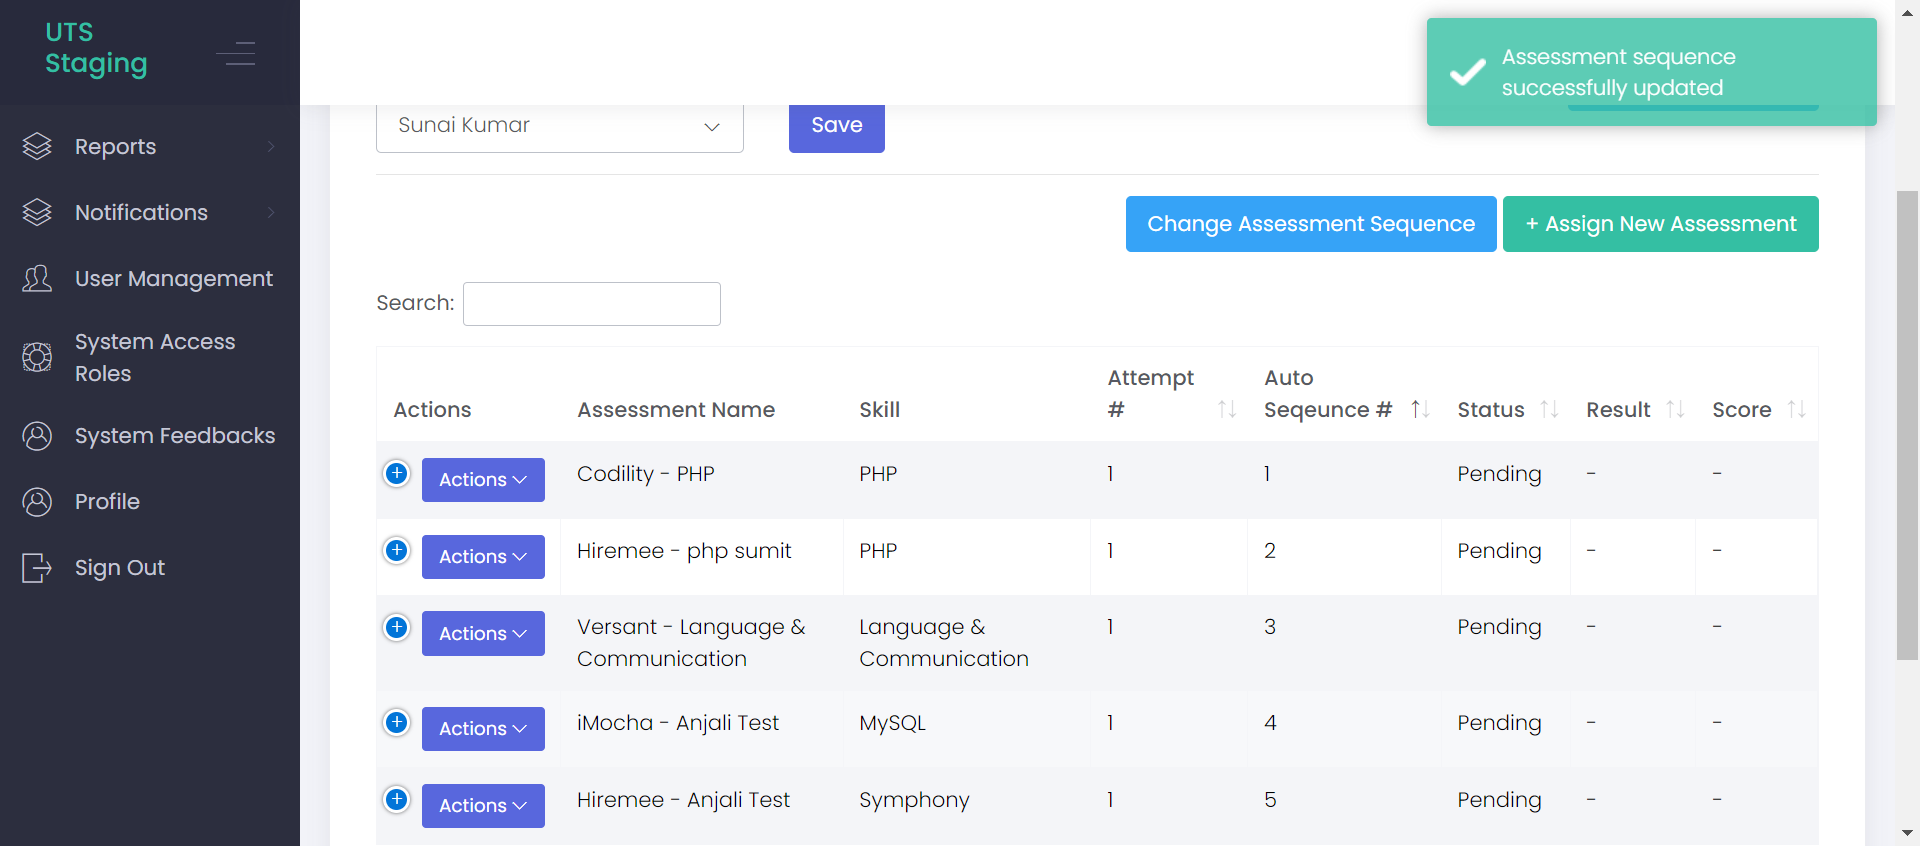 UTS
Staging
Reports
Notifications
User Management
System Access
Roles
System Feedbacks
Profile
Sign Out
Assessment sequence
successfully updated
Sunai Kumar
Save
Change Assessment Sequence
+ Assign New Assessment
Search:
Actions Assessment Name Skill Attempt # Auto Seqeunce # Status Result Score
Actions Codility - PHP PHP 1 1 Pending - -
Actions Hiremee - php sumit PHP 1 2 Pending - -
Actions Versant - Language & Language & 1 3 Pending - -
Communication Communication
Actions iMocha - Anjali Test MySQL 1 4 Pending - -
Actions Hiremee - Anjali Test Symphony 1 5 Pending - -